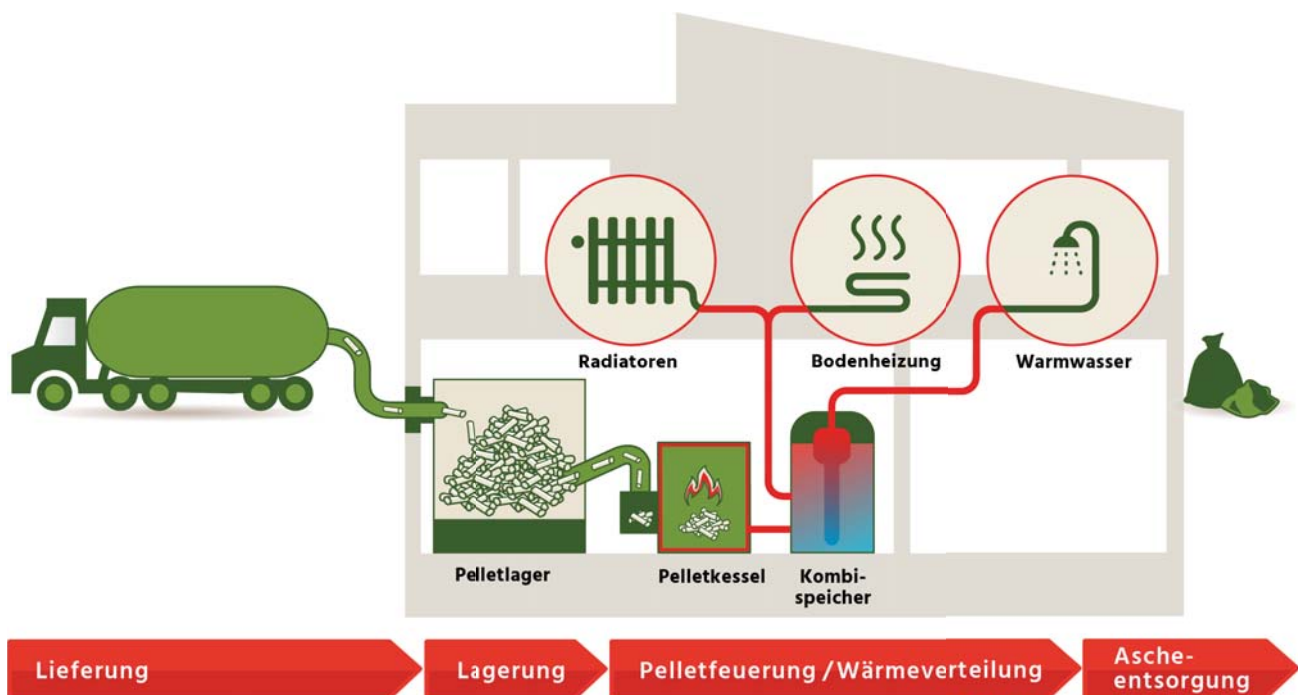 Radiatoren
Bodenheizung
Warmwasser
Pelletlager
Pelletkessel
Kombi-
speicher
Lieferung
Lagerung
Pelletfeuerung / Wärmeverteilung
Asche-
entsorgung